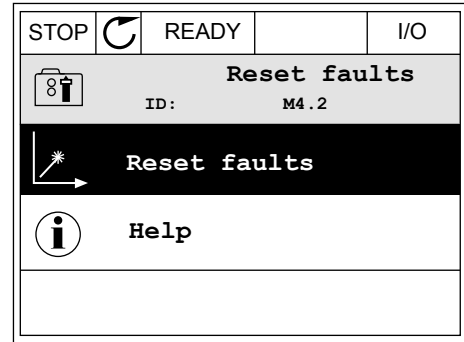 STOP READY I/O
Reset faults
ID: M4.2
Reset faults
Help